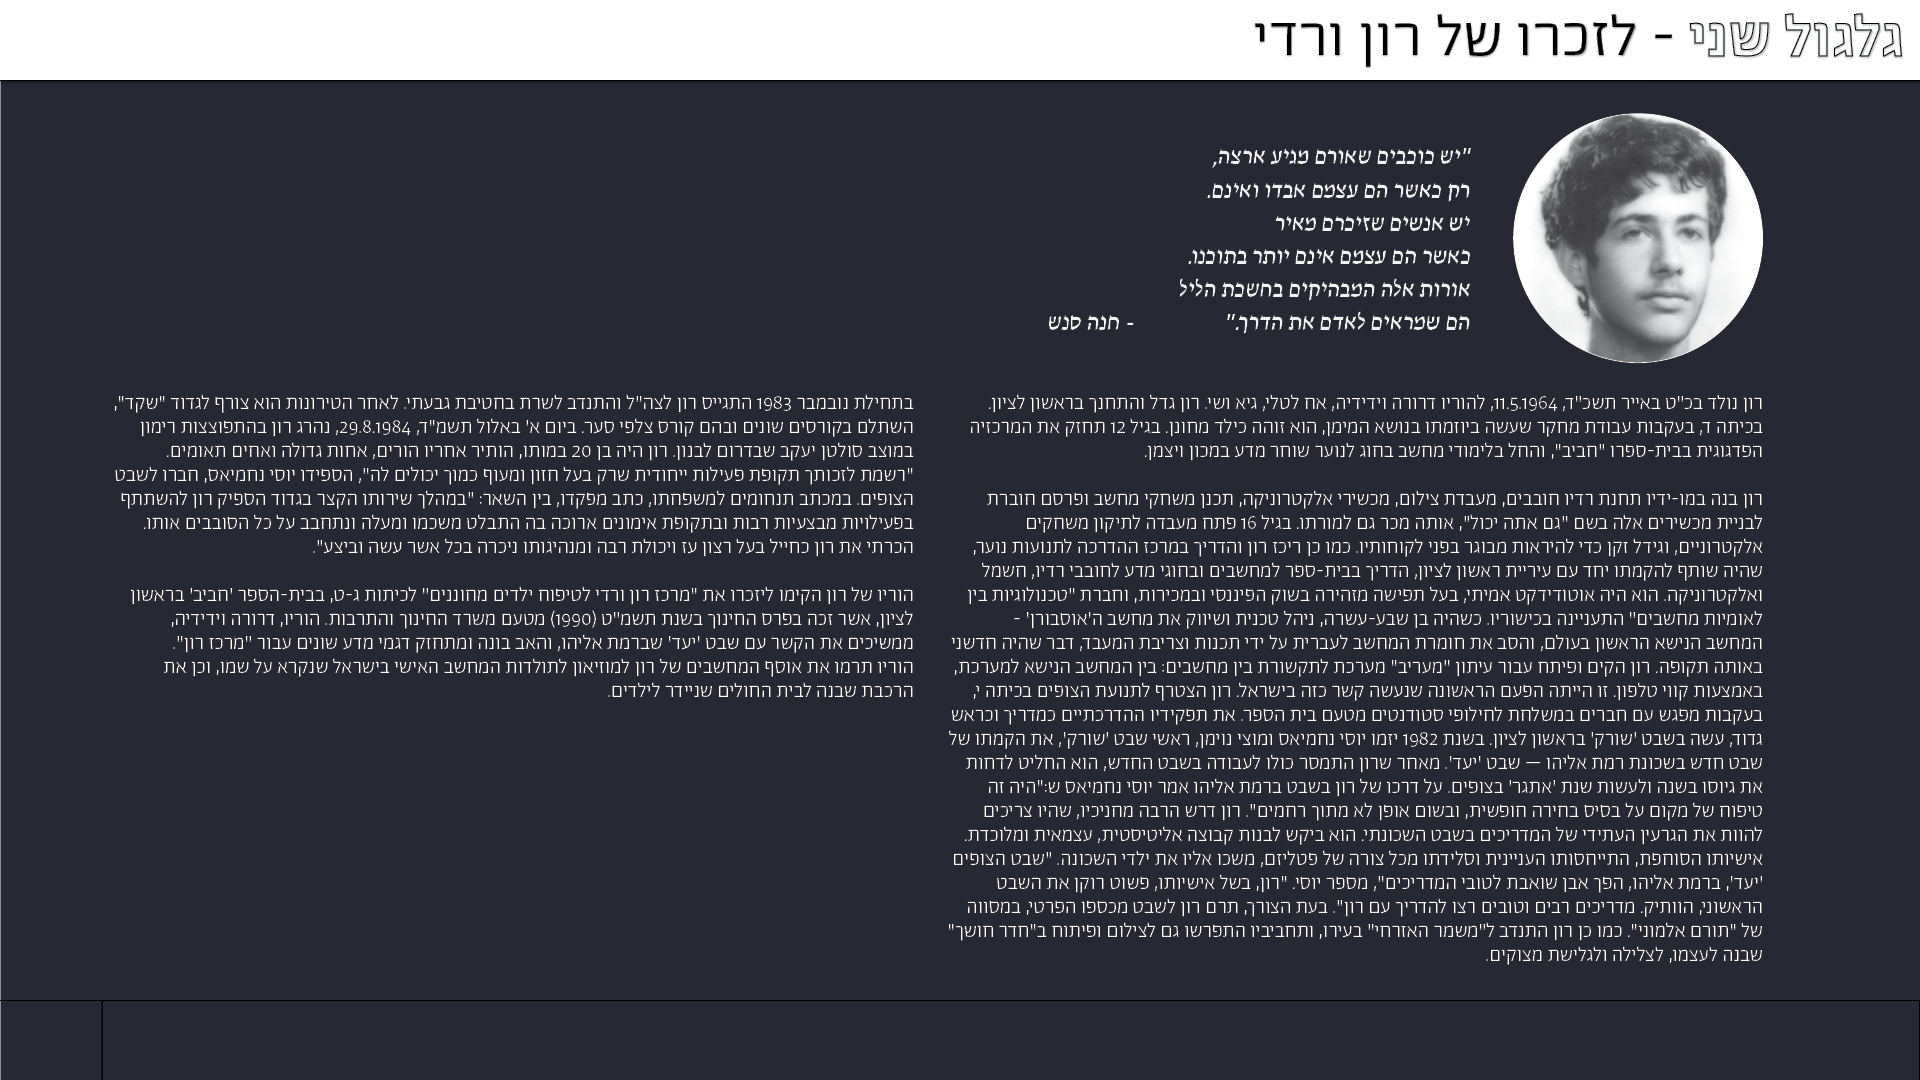 גלגול שני - לזכרו של רון ורדי
"יש כוכבים שאורם מגיע ארצה,
רק כאשר הם עצמם אבדו ואינם.
יש אנשים שזיכרם מאיר
כאשר הם עצמם אינם יותר בתוכנו.
אורות אלה המבהיקים בחשכת הליל
הם שמראים לאדם את הדרך." - חנה סנש
רון נולד בכ"ט באייר תשכ"ד, 11.5.1964, להוריו דרורה וידידיה, אח לטלי, גיא ושי. רון גדל והתחנך בראשון לציון.
בכיתה ד, בעקבות עבודת מחקר שעשה ביוזמתו בנושא המימן, הוא זוהה כילד מחונן. בגיל 12 תחזק את המרכזיה
הפדגוגית בבית-ספרו "חביב", והחל בלימודי מחשב בחוג לנוער שוחר מדע במכון ויצמן.
רון בנה במו-ידיו תחנת רדיו חובבים, מעבדת צילום, מכשירי אלקטרוניקה, תכנן משחקי מחשב ופרסם חוברת
לבניית מכשירים אלה בשם "גם אתה יכול", אותה מכר גם למורתו. בגיל 16 פתח מעבדה לתיקון משחקים
אלקטרוניים, וגידל זקן כדי להיראות מבוגר בפני לקוחותיו. כמו כן ריכז רון והדריך במרכז ההדרכה לתנועות נוער,
שהיה שותף להקמתו יחד עם עיריית ראשון לציון, הדריך בבית-ספר למחשבים ובחוגי מדע לחובבי רדיו, חשמל
ואלקטרוניקה. הוא היה אוטודידקט אמיתי, בעל תפישה מזהירה בשוק הפיננסי ובמכירות, וחברת "טכנולוגיות בין
לאומיות מחשבים" התעניינה בכישוריו. כשהיה בן שבע-עשרה, ניהל טכנית ושיווק את מחשב ה'אוסבורן' -
המחשב הנישא הראשון בעולם, והסב את חומרת המחשב לעברית על ידי תכנות וצריבת המעבד, דבר שהיה חדשני
באותה תקופה. רון הקים ופיתח עבור עיתון "מעריב" מערכת לתקשורת בין מחשבים: בין המחשב הנישא למערכת,
באמצעות קווי טלפון. זו הייתה הפעם הראשונה שנעשה קשר כזה בישראל. רון הצטרף לתנועת הצופים בכיתה י,
בעקבות מפגש עם חברים במשלחת לחילופי סטודנטים מטעם בית הספר. את תפקידיו ההדרכתיים כמדריך וכראש
גדוד, עשה בשבט 'שורק' בראשון לציון. בשנת 1982 יזמו יוסי נחמיאס ומוצי נוימן, ראשי שבט 'שורק', את הקמתו של
שבט חדש בשכונת רמת אליהו — שבט 'יעד'. מאחר שרון התמסר כולו לעבודה בשבט החדש, הוא החליט לדחות
את גיוסו בשנה ולעשות שנת 'אתגר' בצופים. על דרכו של רון בשבט ברמת אליהו אמר יוסי נחמיאס ש:"היה זה
טיפוח של מקום על בסיס בחירה חופשית, ובשום אופן לא מתוך רחמים". רון דרש הרבה מחניכיו, שהיו צריכים
להוות את הגרעין העתידי של המדריכים בשבט השכונתי. הוא ביקש לבנות קבוצה אליטיסטית, עצמאית ומלוכדת.
אישיותו הסוחפת, התייחסותו העניינית וסלידתו מכל צורה של פטליזם, משכו אליו את ילדי השכונה. "שבט הצופים
'יעד', ברמת אליהו, הפך אבן שואבת לטובי המדריכים", מספר יוסי. "רון, בשל אישיותו, פשוט רוקן את השבט
הראשוני, הוותיק. מדריכים רבים וטובים רצו להדריך עם רון". בעת הצורך, תרם רון לשבט מכספו הפרטי, במסווה
של "תורם אלמוני". כמו כן רון התנדב ל"משמר האזרחי" בעירו, ותחביביו התפרשו גם לצילום ופיתוח ב"חדר חושך"
שבנה לעצמו, לצלילה ולגלישת מצוקים.
בתחילת נובמבר 1983 התגייס רון לצה"ל והתנדב לשרת בחטיבת גבעתי. לאחר הטירונות הוא צורף לגדוד "שקד",
השתלם בקורסים שונים ובהם קורס צלפי סער. ביום א' באלול תשמ"ד, 29.8.1984, נהרג רון בהתפוצצות רימון
במוצב סולטן יעקב שבדרום לבנון. רון היה בן 20 במותו, הותיר אחריו הורים, אחות גדולה ואחים תאומים.
"רשמת לזכותך תקופת פעילות ייחודית שרק בעל חזון ומעוף כמוך יכולים לה", הספידו יוסי נחמיאס, חברו לשבט
הצופים. במכתב תנחומים למשפחתו, כתב מפקדו, בין השאר: "במהלך שירותו הקצר בגדוד הספיק רון להשתתף
בפעילויות מבצעיות רבות ובתקופת אימונים ארוכה בה התבלט משכמו ומעלה ונתחבב על כל הסובבים אותו.
הכרתי את רון כחייל בעל רצון עז ויכולת רבה ומנהיגותו ניכרה בכל אשר עשה וביצע".
הוריו של רון הקימו ליזכרו את "מרכז רון ורדי לטיפוח ילדים מחוננים" לכיתות ג-ט, בבית-הספר 'חביב' בראשון
לציון, אשר זכה בפרס החינוך בשנת תשמ"ט (1990) מטעם משרד החינוך והתרבות. הוריו, דרורה וידידיה,
ממשיכים את הקשר עם שבט 'יעד' שברמת אליהו, והאב בונה ומתחזק דגמי מדע שונים עבור "מרכז רון".
הוריו תרמו את אוסף המחשבים של רון למוזיאון לתולדות המחשב האישי בישראל שנקרא על שמו, וכן את
הרכבת שבנה לבית החולים שניידר לילדים.